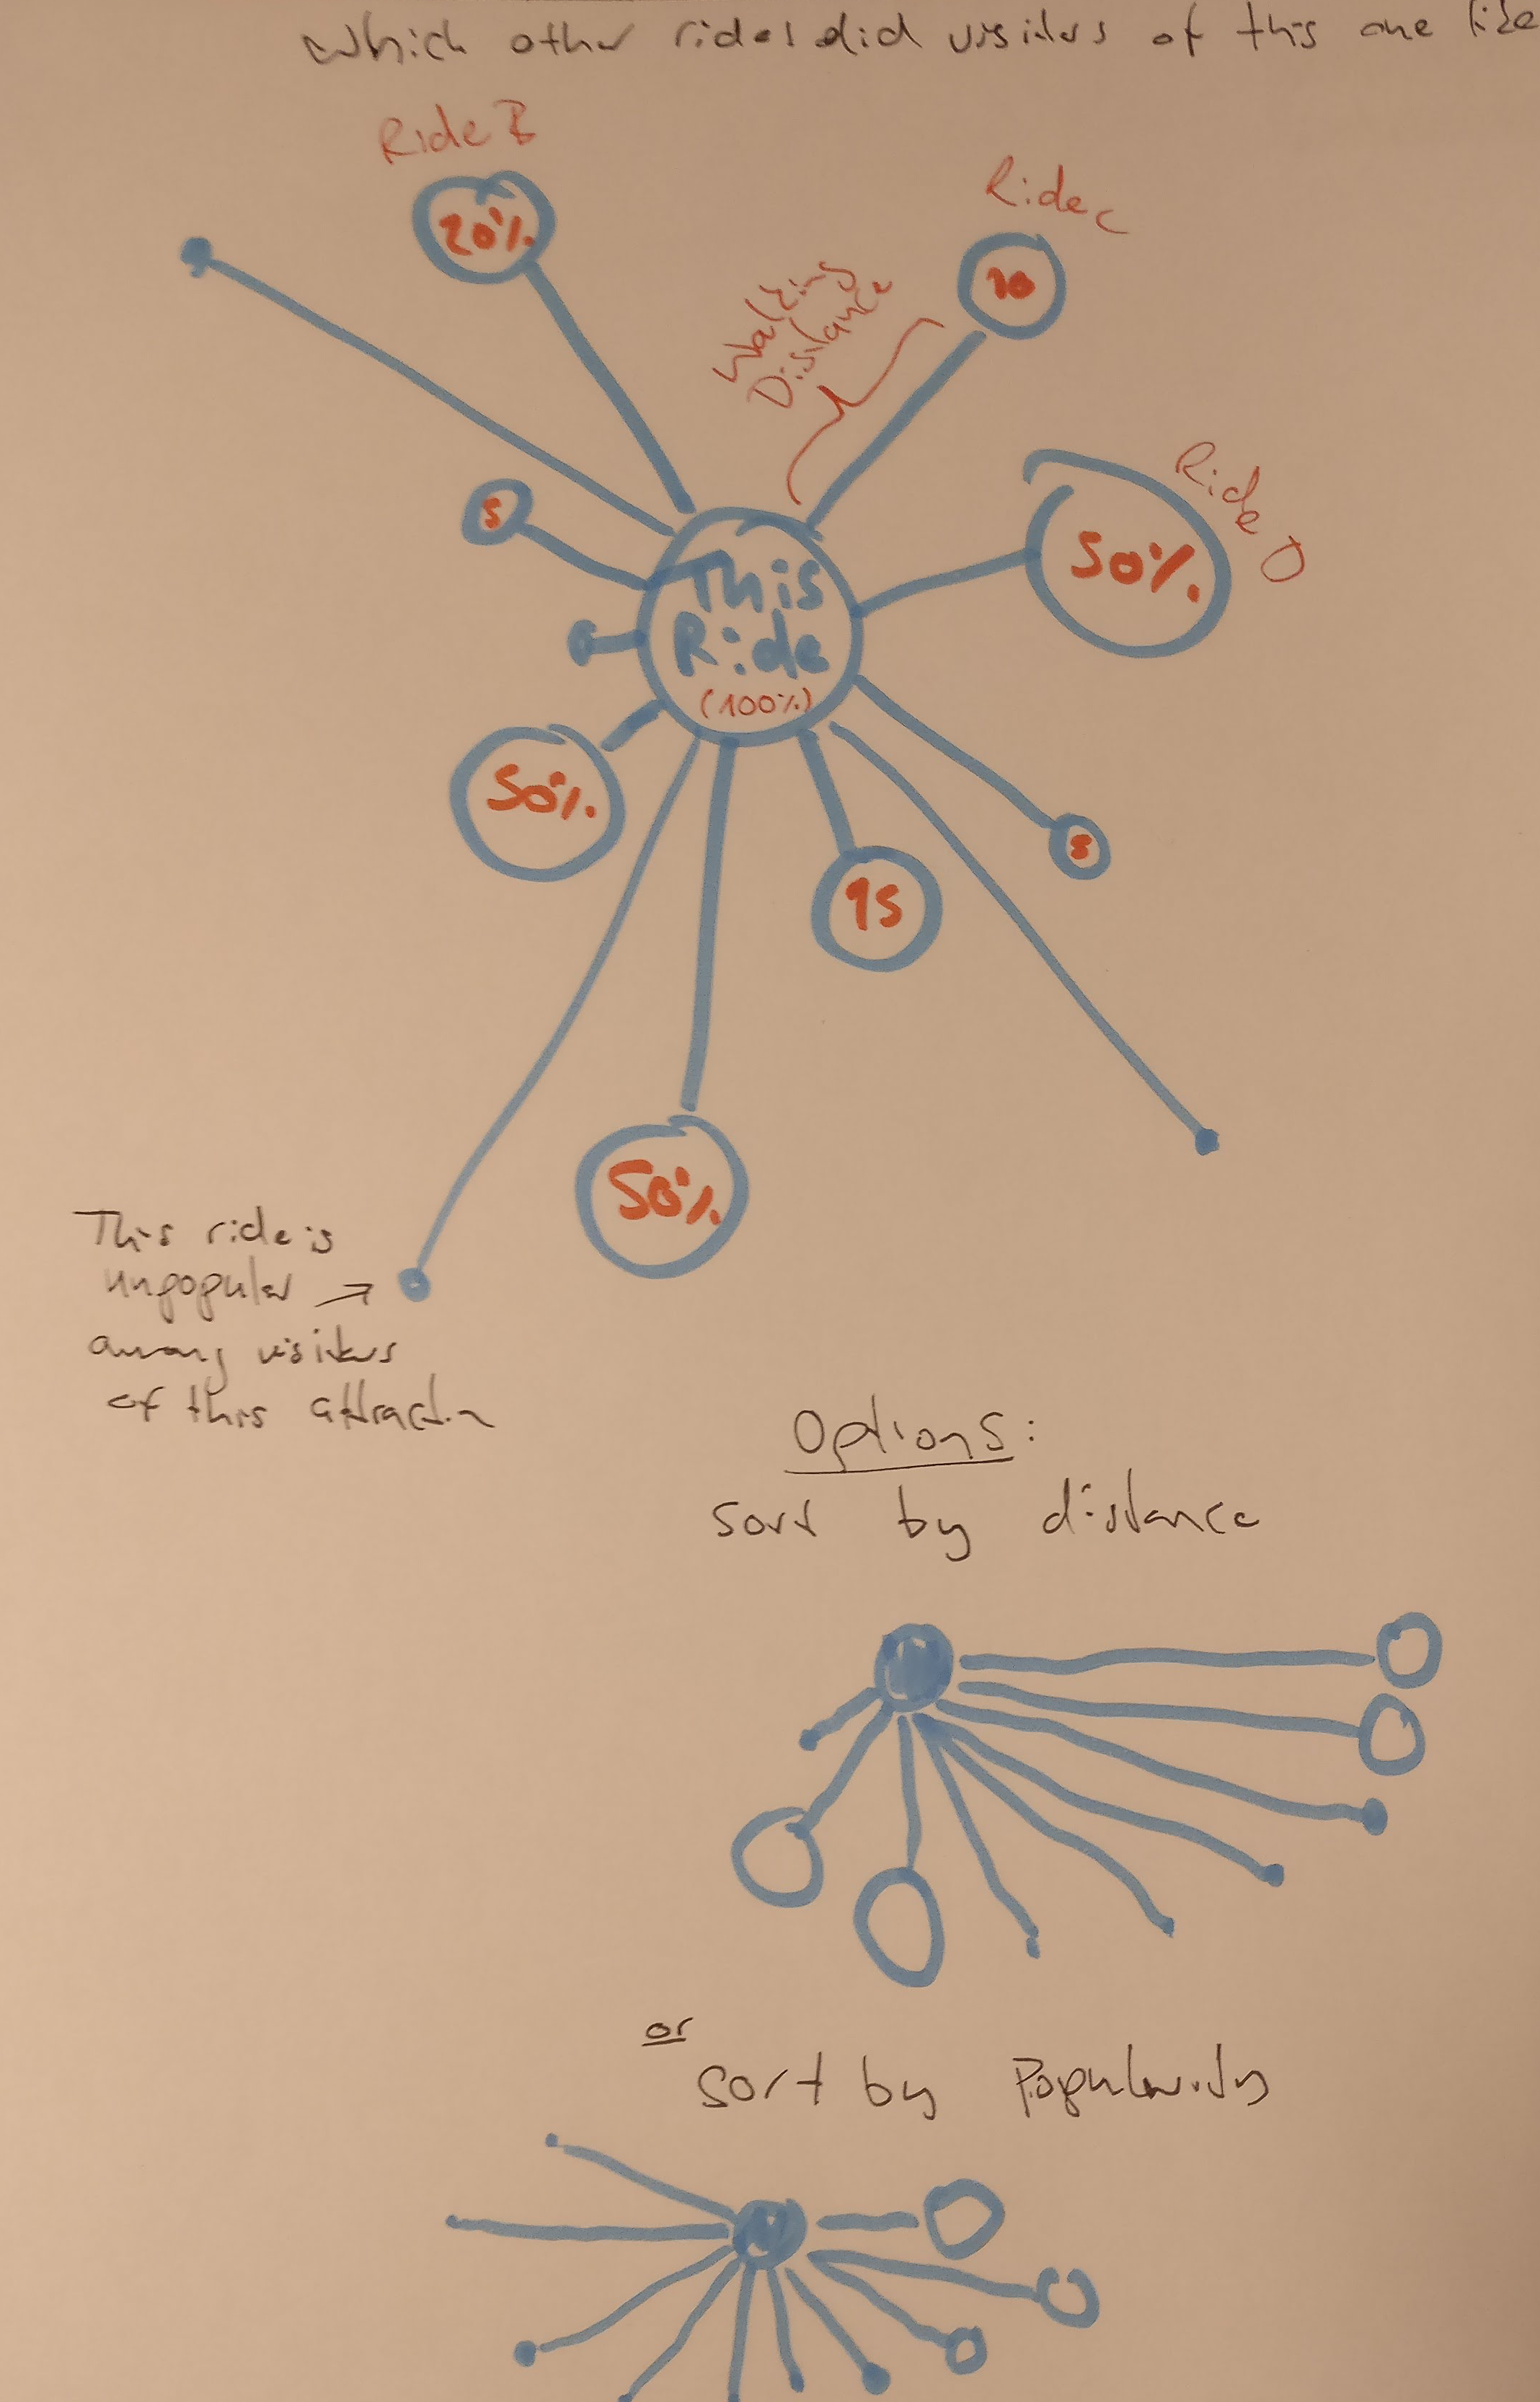 Which other rides did visitors of this one like
Ride B
20%
Ride C
10
Walking
Distance
Ride D
50%
5
This
Ride
(100%)
50%
5
15
50%
This ride is
unpopular →
among visitors
of this attraction
Options:
sort by distance
or
sort by Popularity